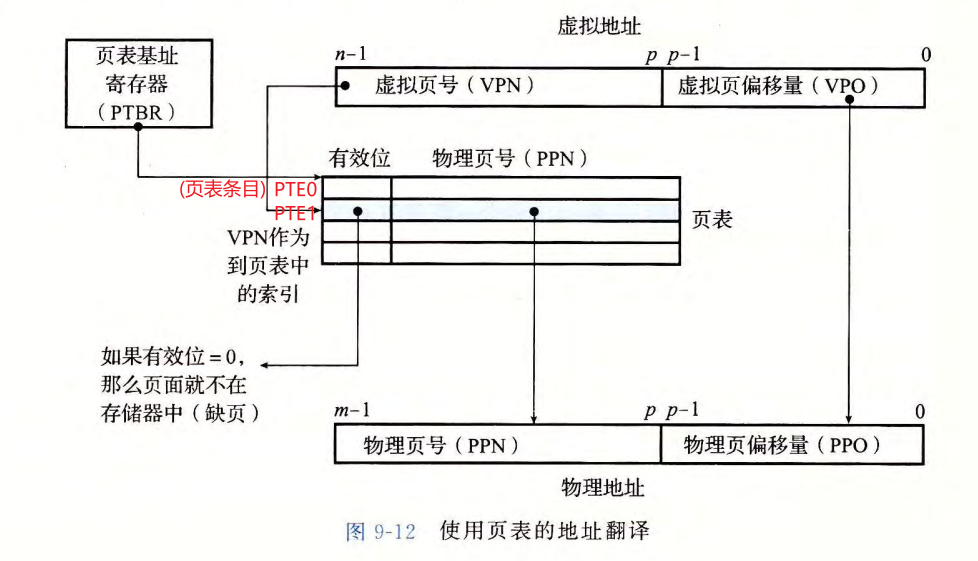 虚拟地址
页表基址
寄存器
(PTBR)
n-1 p p-1 0
虚拟页号(VPN) 虚拟页偏移量(VPO)
有效位 物理页号(PPN)
(页表条目) PTE0
PTE1
页表
VPN作为
到页表中
的索引
如果有效位=0,
那么页面就不在
存储器中(缺页)
m-1 p p-1 0
物理页号(PPN) 物理页偏移量(PPO)
物理地址
图 9-12 使用页表的地址翻译